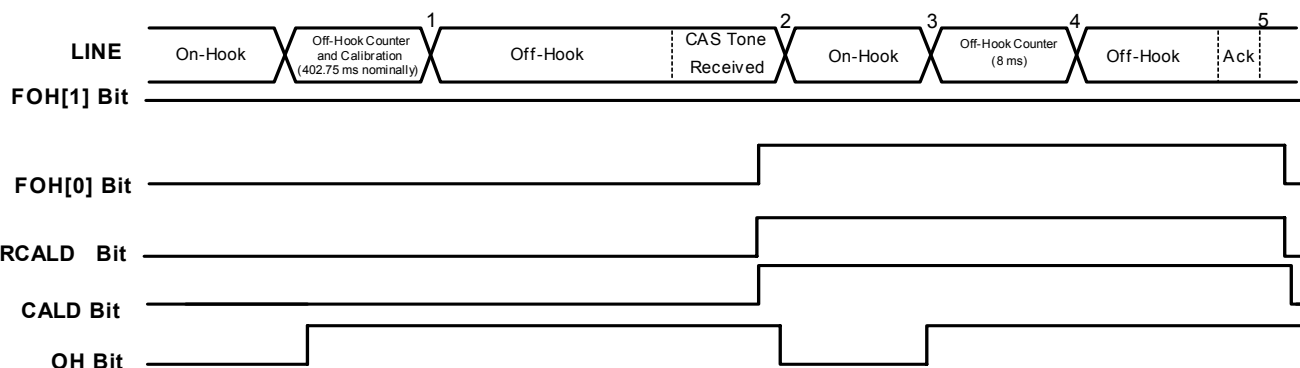 1 2 3 4 5
LINE On-Hook Off-Hook Counter and Calibration (402.75 ms nominally) Off-Hook CAS Tone Received On-Hook Off-Hook Counter (8 ms) Off-Hook Ack
FOH[1] Bit
FOH[0] Bit
RCALD Bit
CALD Bit
OH Bit